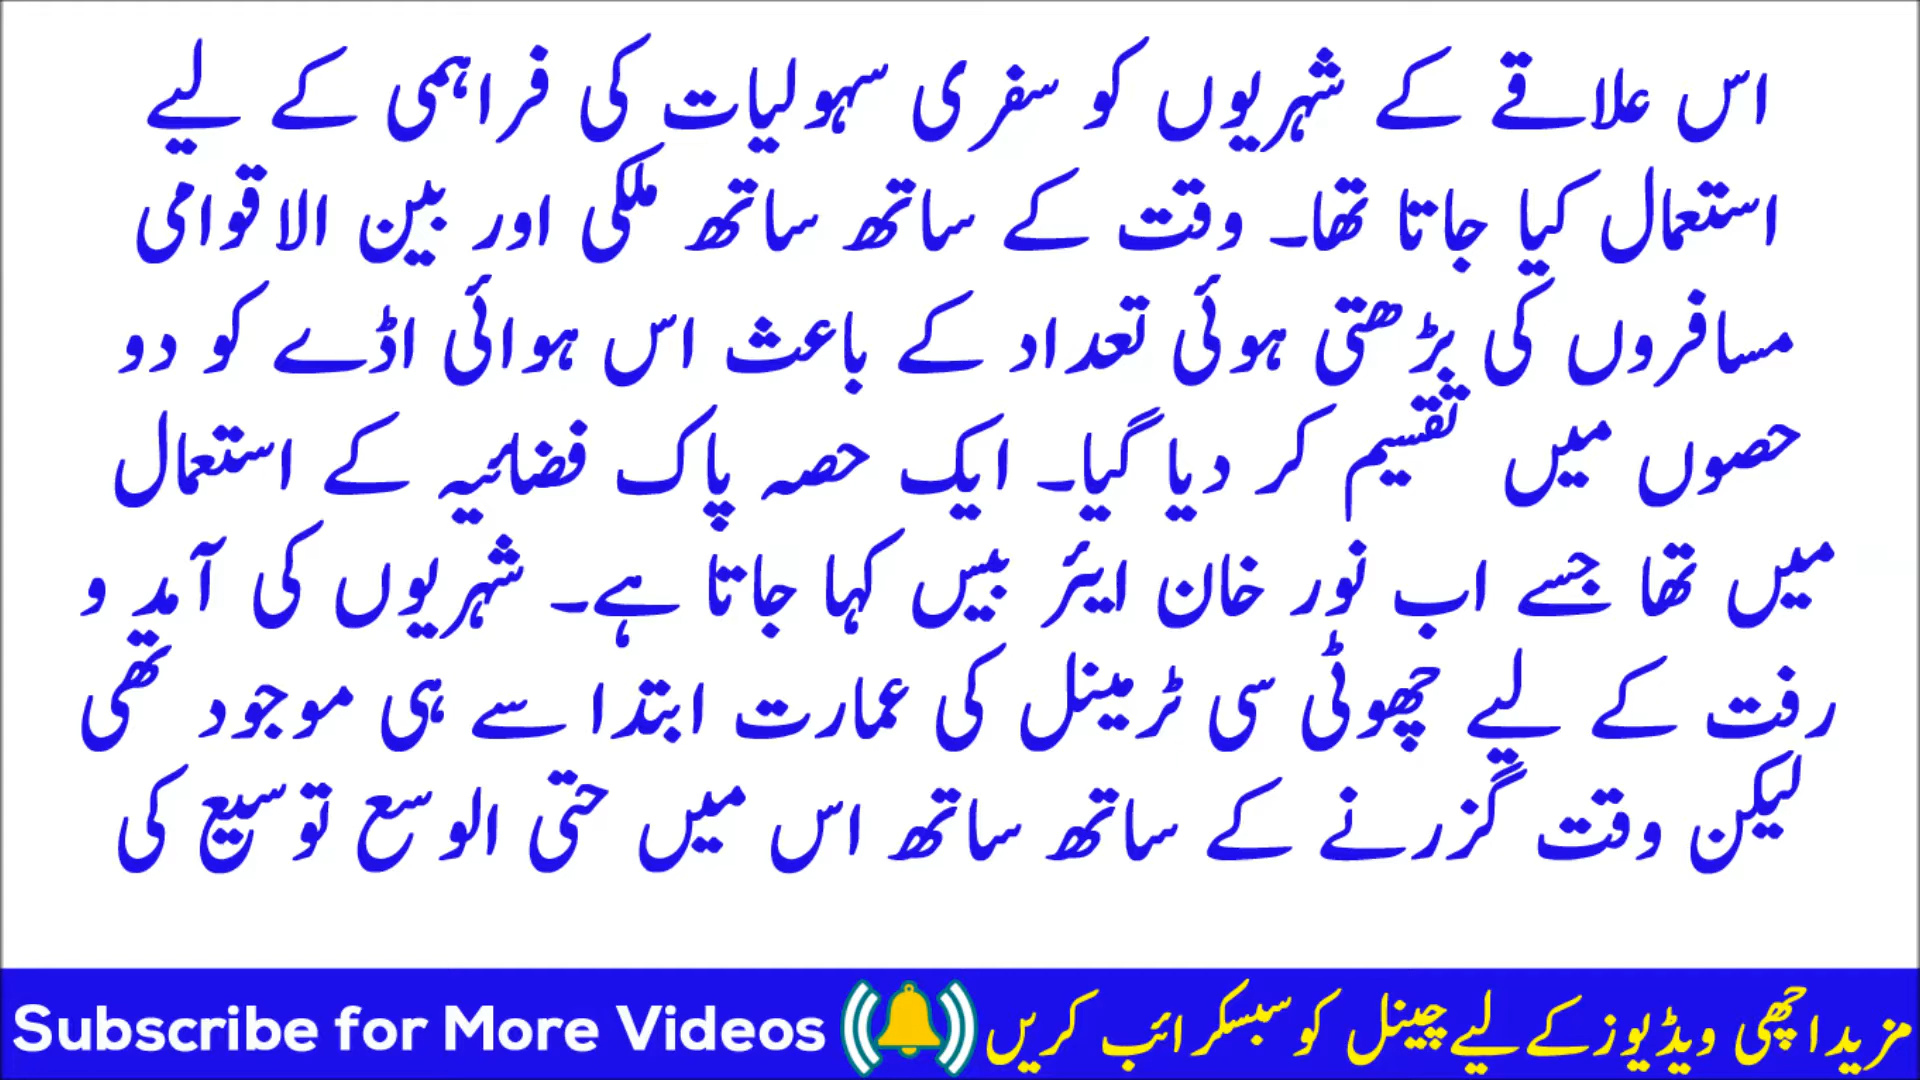 اس علاقے کے شہریوں کو سفری سہولیات کی فراہمی کے لیے
استعمال کیا جاتا تھا۔ وقت کے ساتھ ساتھ ملکی اور بین الاقوامی
مسافروں کی بڑھتی ہوئی تعداد کے باعث اس ہوائی اڈے کو دو
حصوں میں تقسیم کر دیا گیا۔ ایک حصہ پاک فضائیہ کے استعمال
میں تھا جسے اب نور خان ایئر بیس کہا جاتا ہے۔ شہریوں کی آمد و
رفت کے لیے چھوٹی سی ٹرمینل کی عمارت ابتدا سے ہی موجود تھی
لیکن وقت گزرنے کے ساتھ ساتھ اس میں حتی الوسع توسیع کی
Subscribe for More Videos مزید اچھی ویڈیوز کے لیے چینل کو سبسکرائب کریں